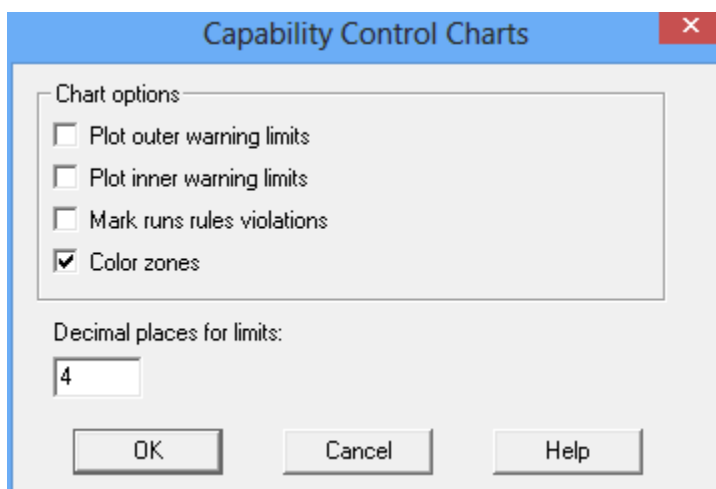 Capability Control Charts
Chart options
Plot outer warning limits
Plot inner warning limits
Mark runs rules violations
Color zones
Decimal places for limits:
4
OK Cancel Help